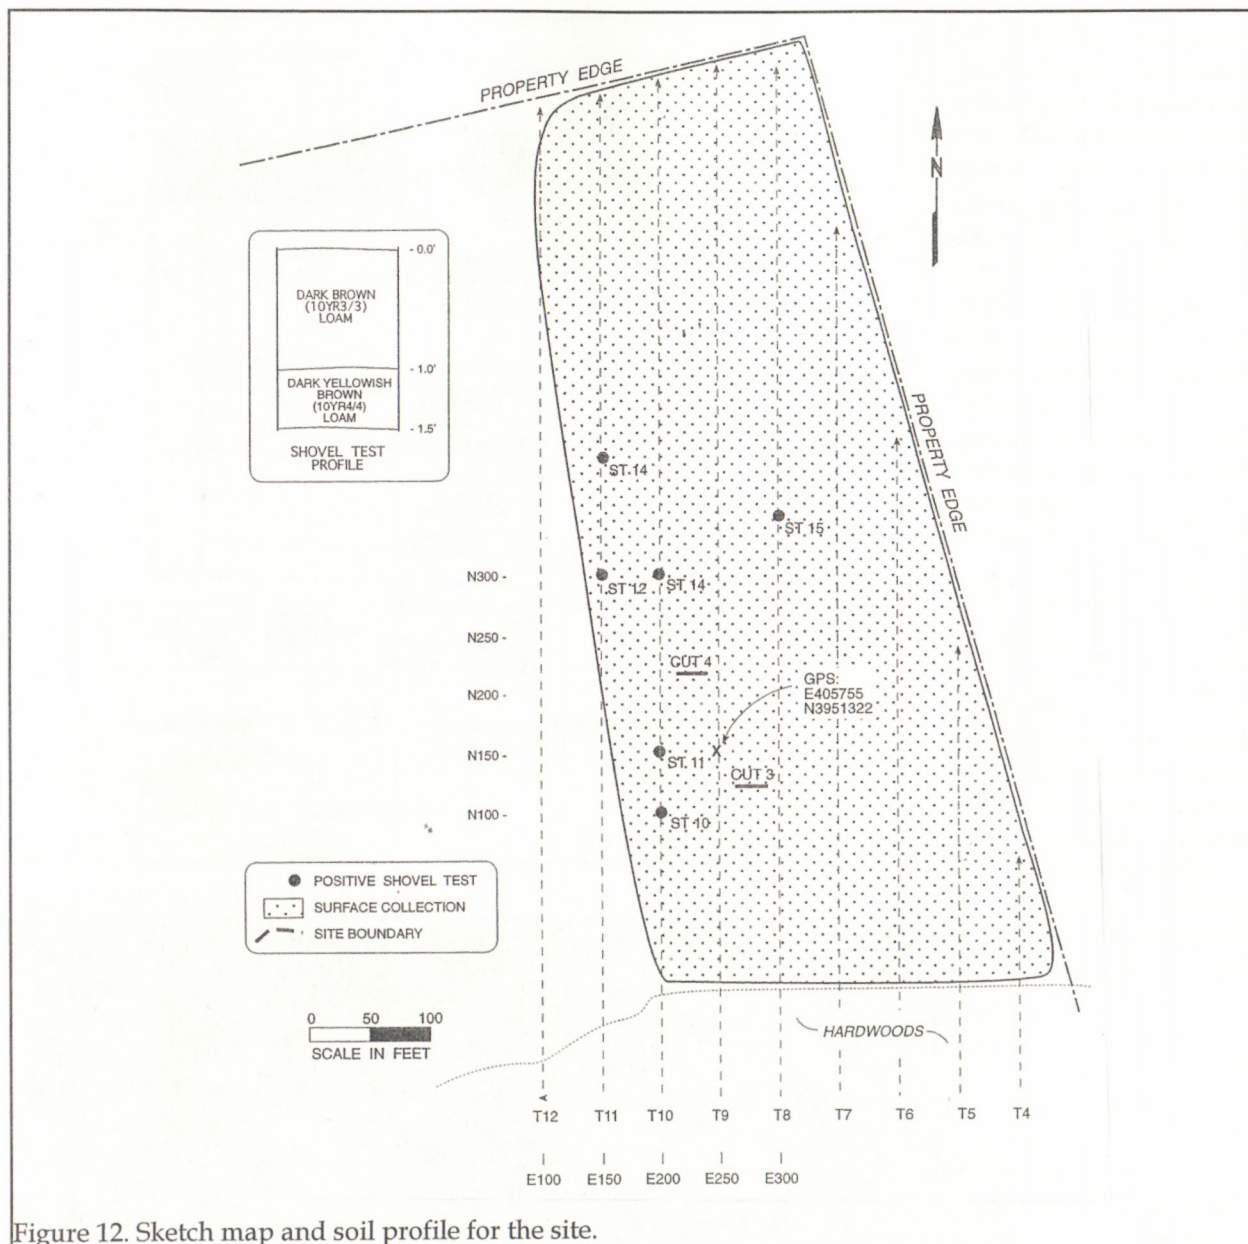 PROPERTY EDGE
N
- 0.0'
DARK BROWN
(10YR3/3)
LOAM
- 1.0'
DARK YELLOWISH
BROWN
(10YR4/4)
LOAM
- 1.5'
SHOVEL TEST
PROFILE
PROPERTY EDGE
ST 14
ST 15
N300 -
ST 12
ST 14
N250 -
CUT 4
GPS:
E405755
N3951322
N200 -
N150 -
ST 11
X
CUT 3
N100 -
ST 10
POSITIVE SHOVEL TEST
SURFACE COLLECTION
SITE BOUNDARY
0 50 100
SCALE IN FEET
HARDWOODS
T12 T11 T10 T9 T8 T7 T6 T5 T4
E100 E150 E200 E250 E300
Figure 12. Sketch map and soil profile for the site.